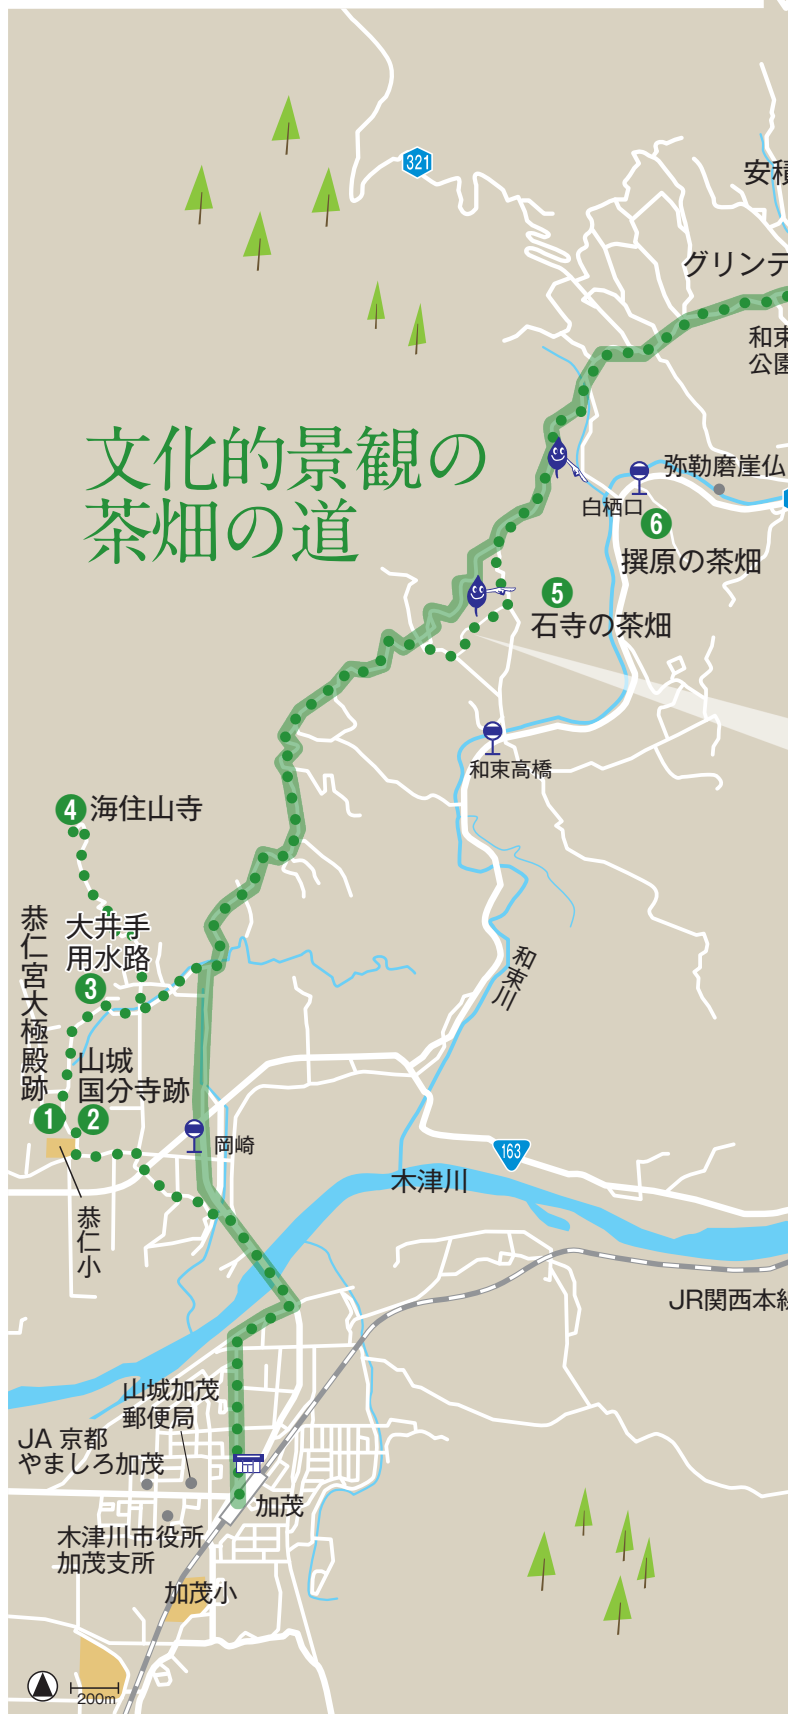 321
安積
グリンテ
和束
公園
文化的景観の
茶畑の道
弥勒磨崖仏
白栖口
6
撰原の茶畑
5
石寺の茶畑
和束高橋
4 海住山寺
大井手
用水路
3
恭仁宮大極殿跡
山城
国分寺跡
1
2
和束川
岡崎
163
木津川
恭仁小
JR関西本線
山城加茂
郵便局
JA 京都
やましろ加茂
加茂
木津川市役所
加茂支所
加茂小
200m